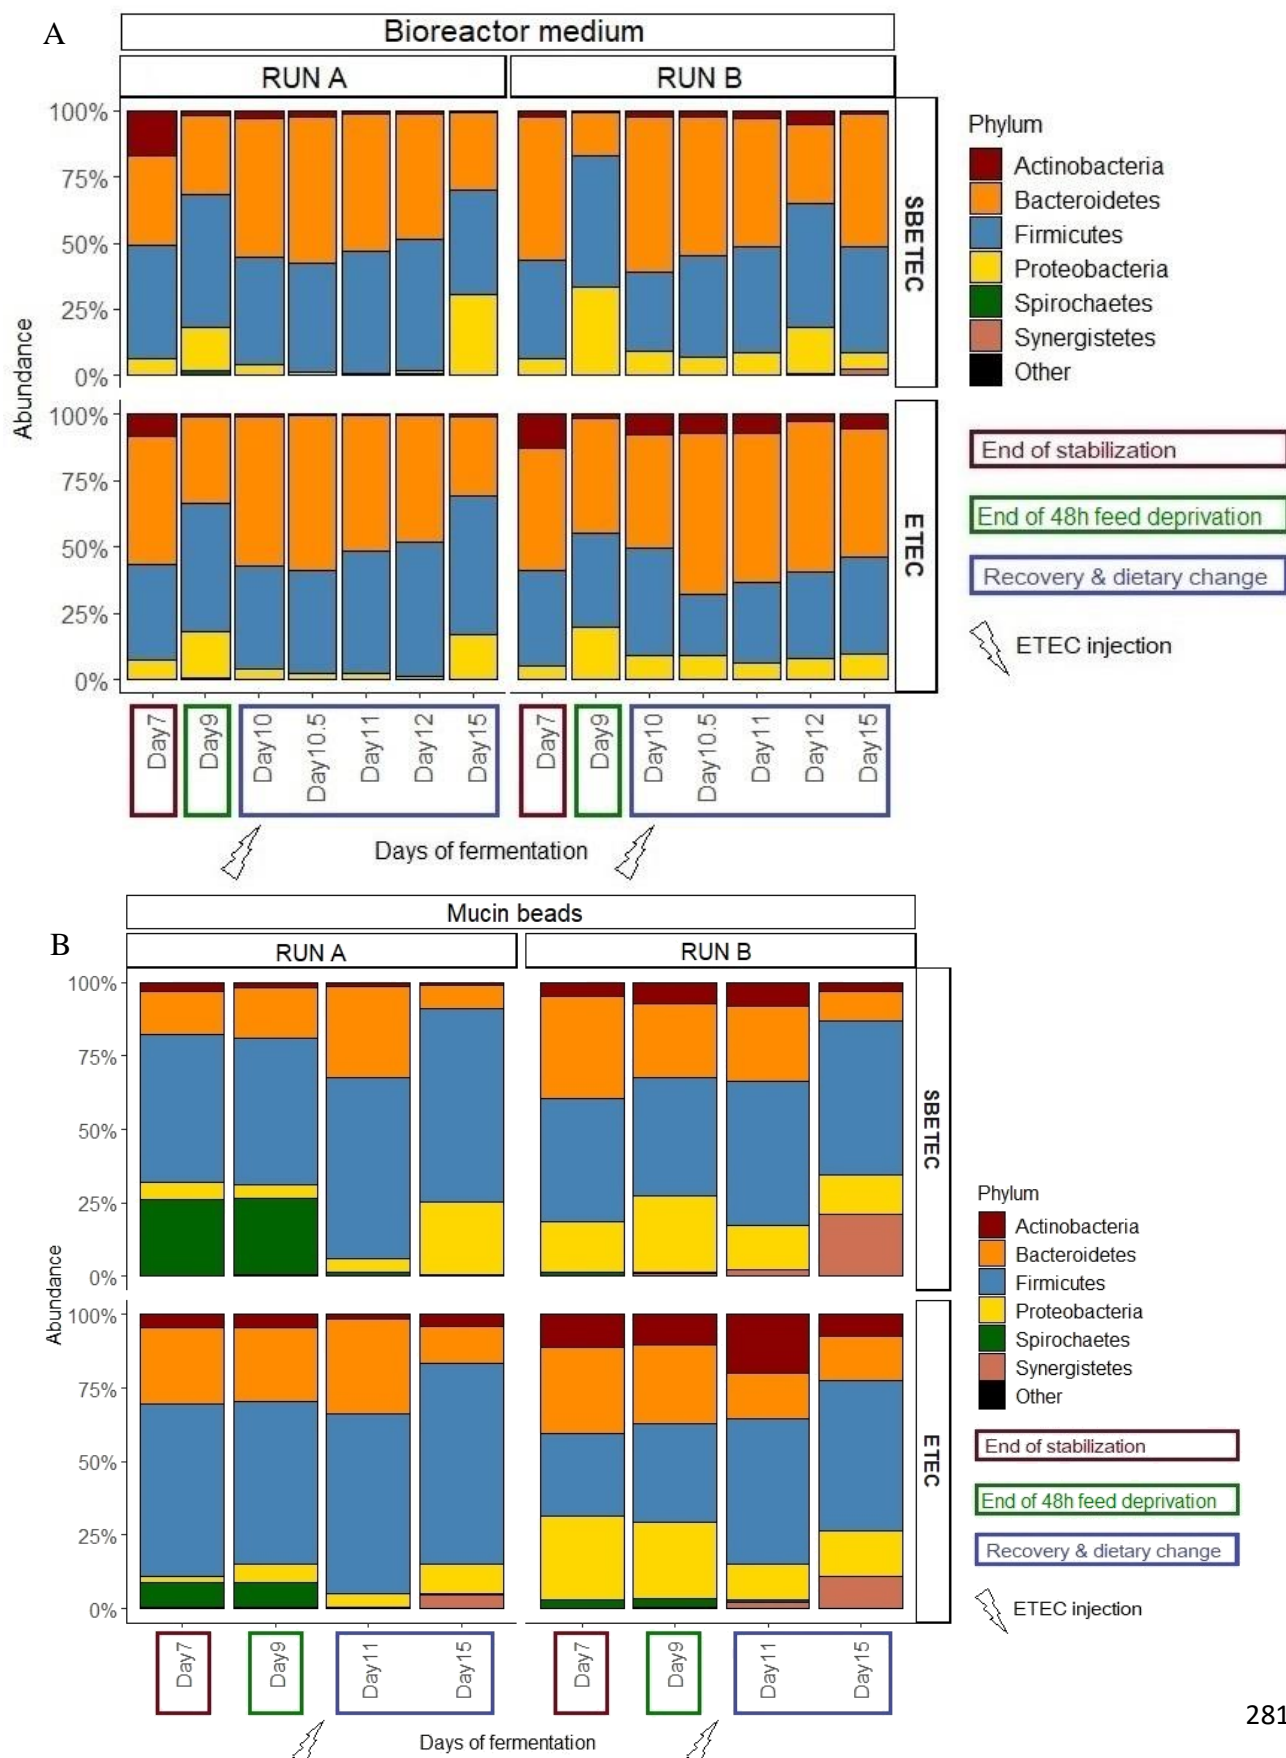 A
Bioreactor medium
RUN A
RUN B
100%
75%
50%
25%
0%
SBETEC
100%
75%
50%
25%
0%
ETEC
Abundance
Day7
Day9
Day10
Day10.5
Day11
Day12
Day15
Day7
Day9
Day10
Day10.5
Day11
Day12
Day15
Days of fermentation
Phylum
Actinobacteria
Bacteroidetes
Firmicutes
Proteobacteria
Spirochaetes
Synergistetes
Other
End of stabilization
End of 48h feed deprivation
Recovery & dietary change
ETEC injection
B
Mucin beads
RUN A
RUN B
100%
75%
50%
25%
0%
SBETEC
100%
75%
50%
25%
0%
ETEC
Abundance
Day7
Day9
Day11
Day15
Day7
Day9
Day11
Day15
Days of fermentation
Phylum
Actinobacteria
Bacteroidetes
Firmicutes
Proteobacteria
Spirochaetes
Synergistetes
Other
End of stabilization
End of 48h feed deprivation
Recovery & dietary change
ETEC injection
281